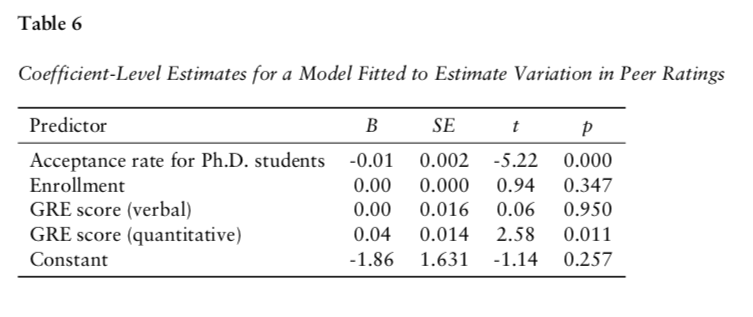 Table 6
Coefficient-Level Estimates for a Model Fitted to Estimate Variation in Peer Ratings
Predictor B SE t p
Acceptance rate for Ph.D. students -0.01 0.002 -5.22 0.000
Enrollment 0.00 0.000 0.94 0.347
GRE score (verbal) 0.00 0.016 0.06 0.950
GRE score (quantitative) 0.04 0.014 2.58 0.011
Constant -1.86 1.631 -1.14 0.257